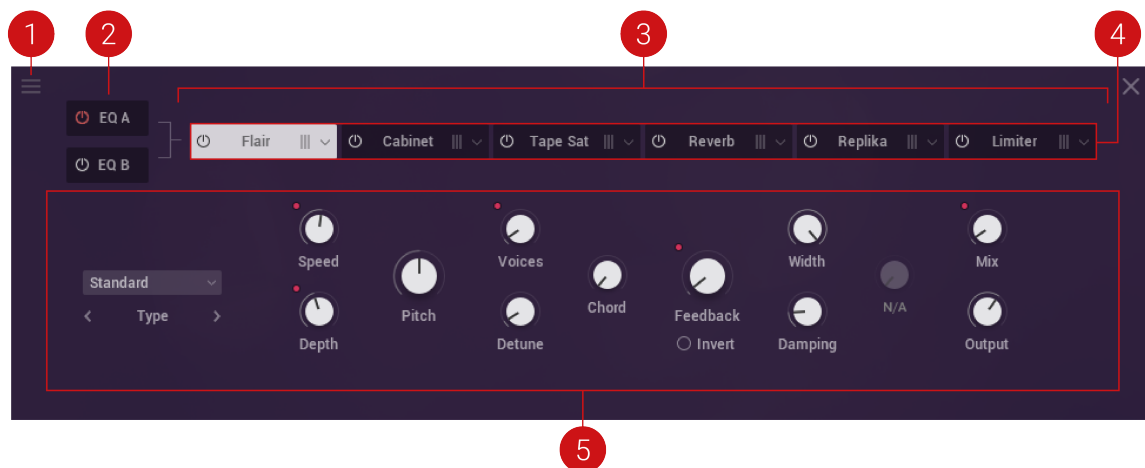 1
2
3
4
EQ A
EQ B
Flair
Cabinet
Tape Sat
Reverb
Replika
Limiter
Standard
Type
Speed
Depth
Pitch
Voices
Detune
Chord
Feedback
Invert
Width
Damping
N/A
Mix
Output
5